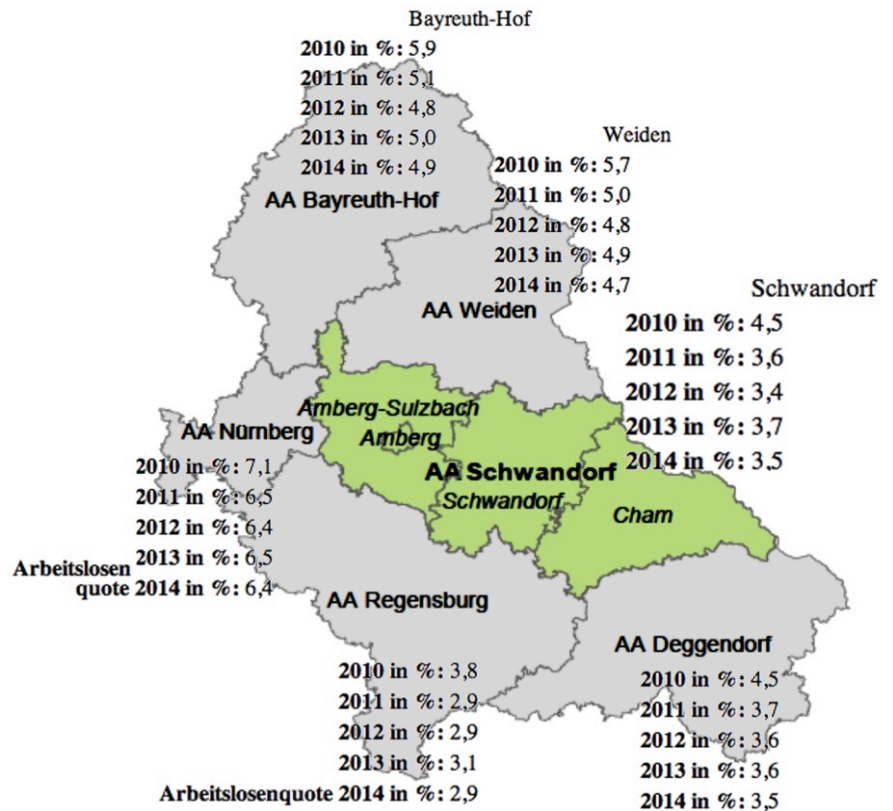 Bayreuth-Hof
2010 in %: 5,9
2011 in %: 5,1
2012 in %: 4,8
2013 in %: 5,0
2014 in %: 4,9
AA Bayreuth-Hof
Weiden
2010 in %: 5,7
2011 in %: 5,0
2012 in %: 4,8
2013 in %: 4,9
2014 in %: 4,7
AA Weiden
Schwandorf
2010 in %: 4,5
2011 in %: 3,6
2012 in %: 3,4
2013 in %: 3,7
2014 in %: 3,5
Amberg-Sulzbach
Amberg
AA Schwandorf
Schwandorf
Cham
AA Nürnberg
2010 in %: 7,1
2011 in %: 6,5
2012 in %: 6,4
2013 in %: 6,5
Arbeitslosen
quote 2014 in %: 6,4
AA Regensburg
2010 in %: 3,8
2011 in %: 2,9
2012 in %: 2,9
2013 in %: 3,1
Arbeitslosenquote 2014 in %: 2,9
AA Deggendorf
2010 in %: 4,5
2011 in %: 3,7
2012 in %: 3,6
2013 in %: 3,6
2014 in %: 3,5